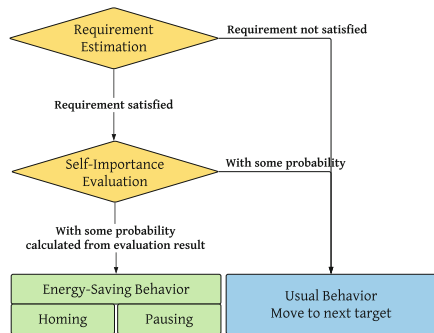 Requirement
Estimation
Requirement not satisfied
Requirement satisfied
Self-Importance
Evaluation
With some probability
With some probability
calculated from evaluation result
Energy-Saving Behavior
Homing
Pausing
Usual Behavior
Move to next target